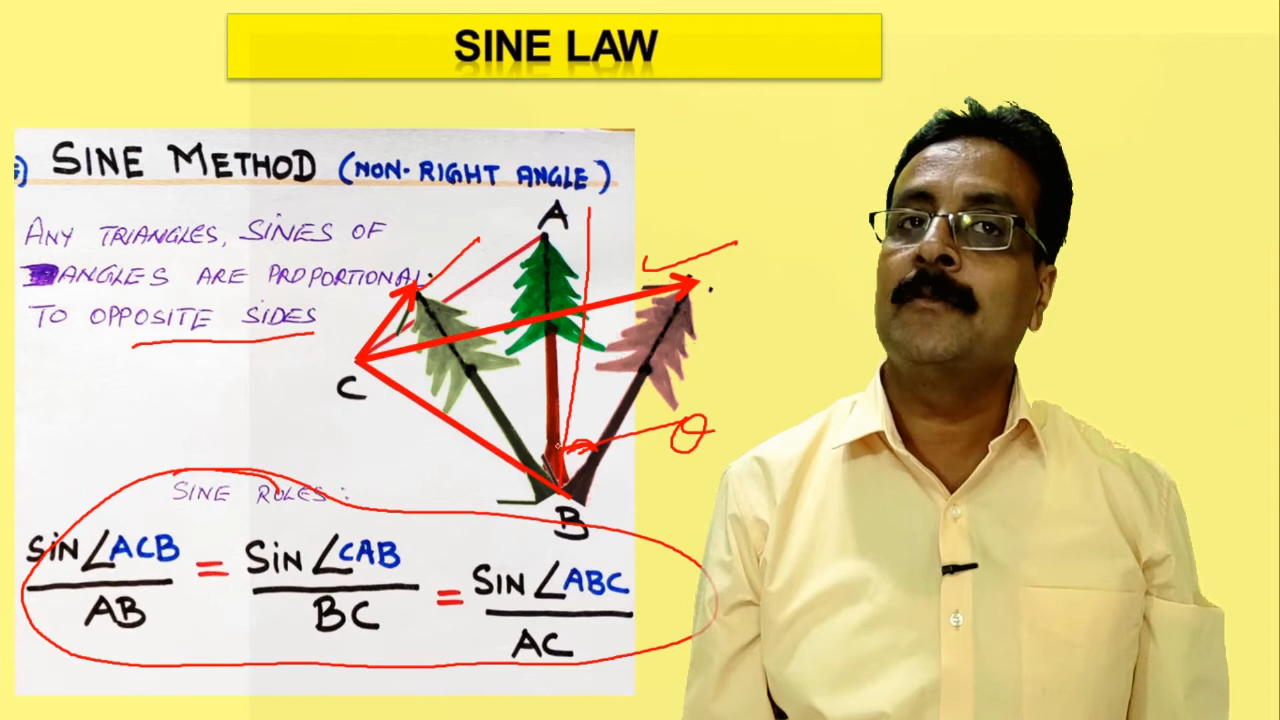 SINE LAW
SINE METHOD (NON-RIGHT ANGLE)
ANY TRIANGLES, SINES OF
ANGLES ARE PROPORTIONAL
TO OPPOSITE SIDES
A
C
θ
B
SINE RULES:
SIN ∠ACB = SIN ∠CAB = SIN ∠ABC
AB BC AC